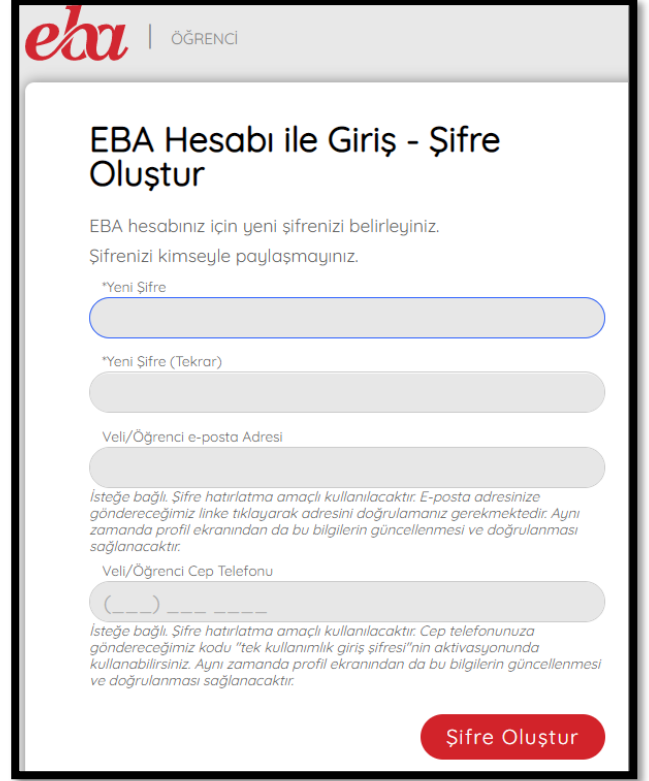 eba | ÖĞRENCİ
EBA Hesabı ile Giriş - Şifre
Oluştur
EBA hesabınız için yeni şifrenizi belirleyiniz.
Şifrenizi kimseyle paylaşmayınız.
*Yeni Şifre
*Yeni Şifre (Tekrar)
Veli/Öğrenci e-posta Adresi
İsteğe bağlı. Şifre hatırlatma amaçlı kullanılacaktır. E-posta adresinize
göndereceğimiz linke tıklayarak adresini doğrulamanız gerekmektedir. Aynı
zamanda profil ekranından da bu bilgilerin güncellenmesi ve doğrulanması
sağlanacaktır.
Veli/Öğrenci Cep Telefonu
(___) ___ ____
İsteğe bağlı. Şifre hatırlatma amaçlı kullanılacaktır. Cep telefonunuza
göndereceğimiz kodu "tek kullanımlık giriş şifresi"nin aktivasyonunda
kullanabilirsiniz. Aynı zamanda profil ekranından da bu bilgilerin güncellenmesi
ve doğrulanması sağlanacaktır.
Şifre Oluştur